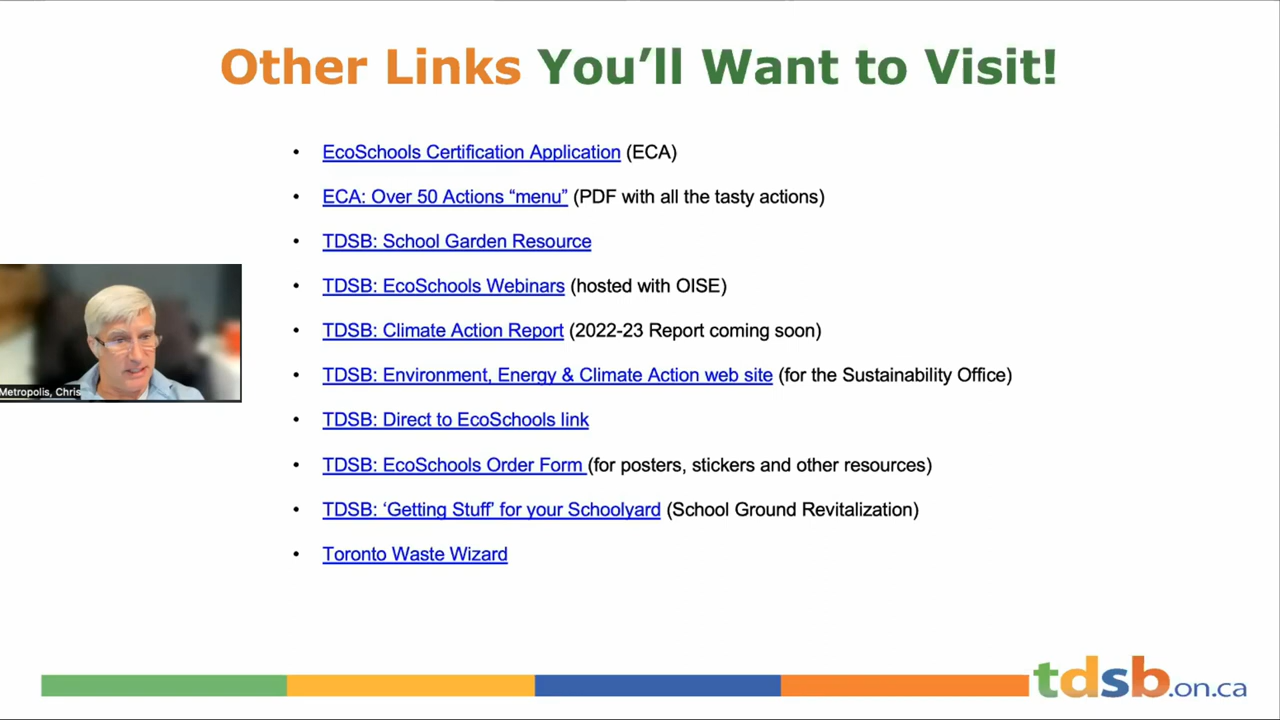 Other Links You’ll Want to Visit!
• EcoSchools Certification Application (ECA)
• ECA: Over 50 Actions “menu” (PDF with all the tasty actions)
• TDSB: School Garden Resource
• TDSB: EcoSchools Webinars (hosted with OISE)
• TDSB: Climate Action Report (2022-23 Report coming soon)
• TDSB: Environment, Energy & Climate Action web site (for the Sustainability Office)
• TDSB: Direct to EcoSchools link
• TDSB: EcoSchools Order Form (for posters, stickers and other resources)
• TDSB: ‘Getting Stuff’ for your Schoolyard (School Ground Revitalization)
• Toronto Waste Wizard
Metropolis, Chris
tdsb.on.ca